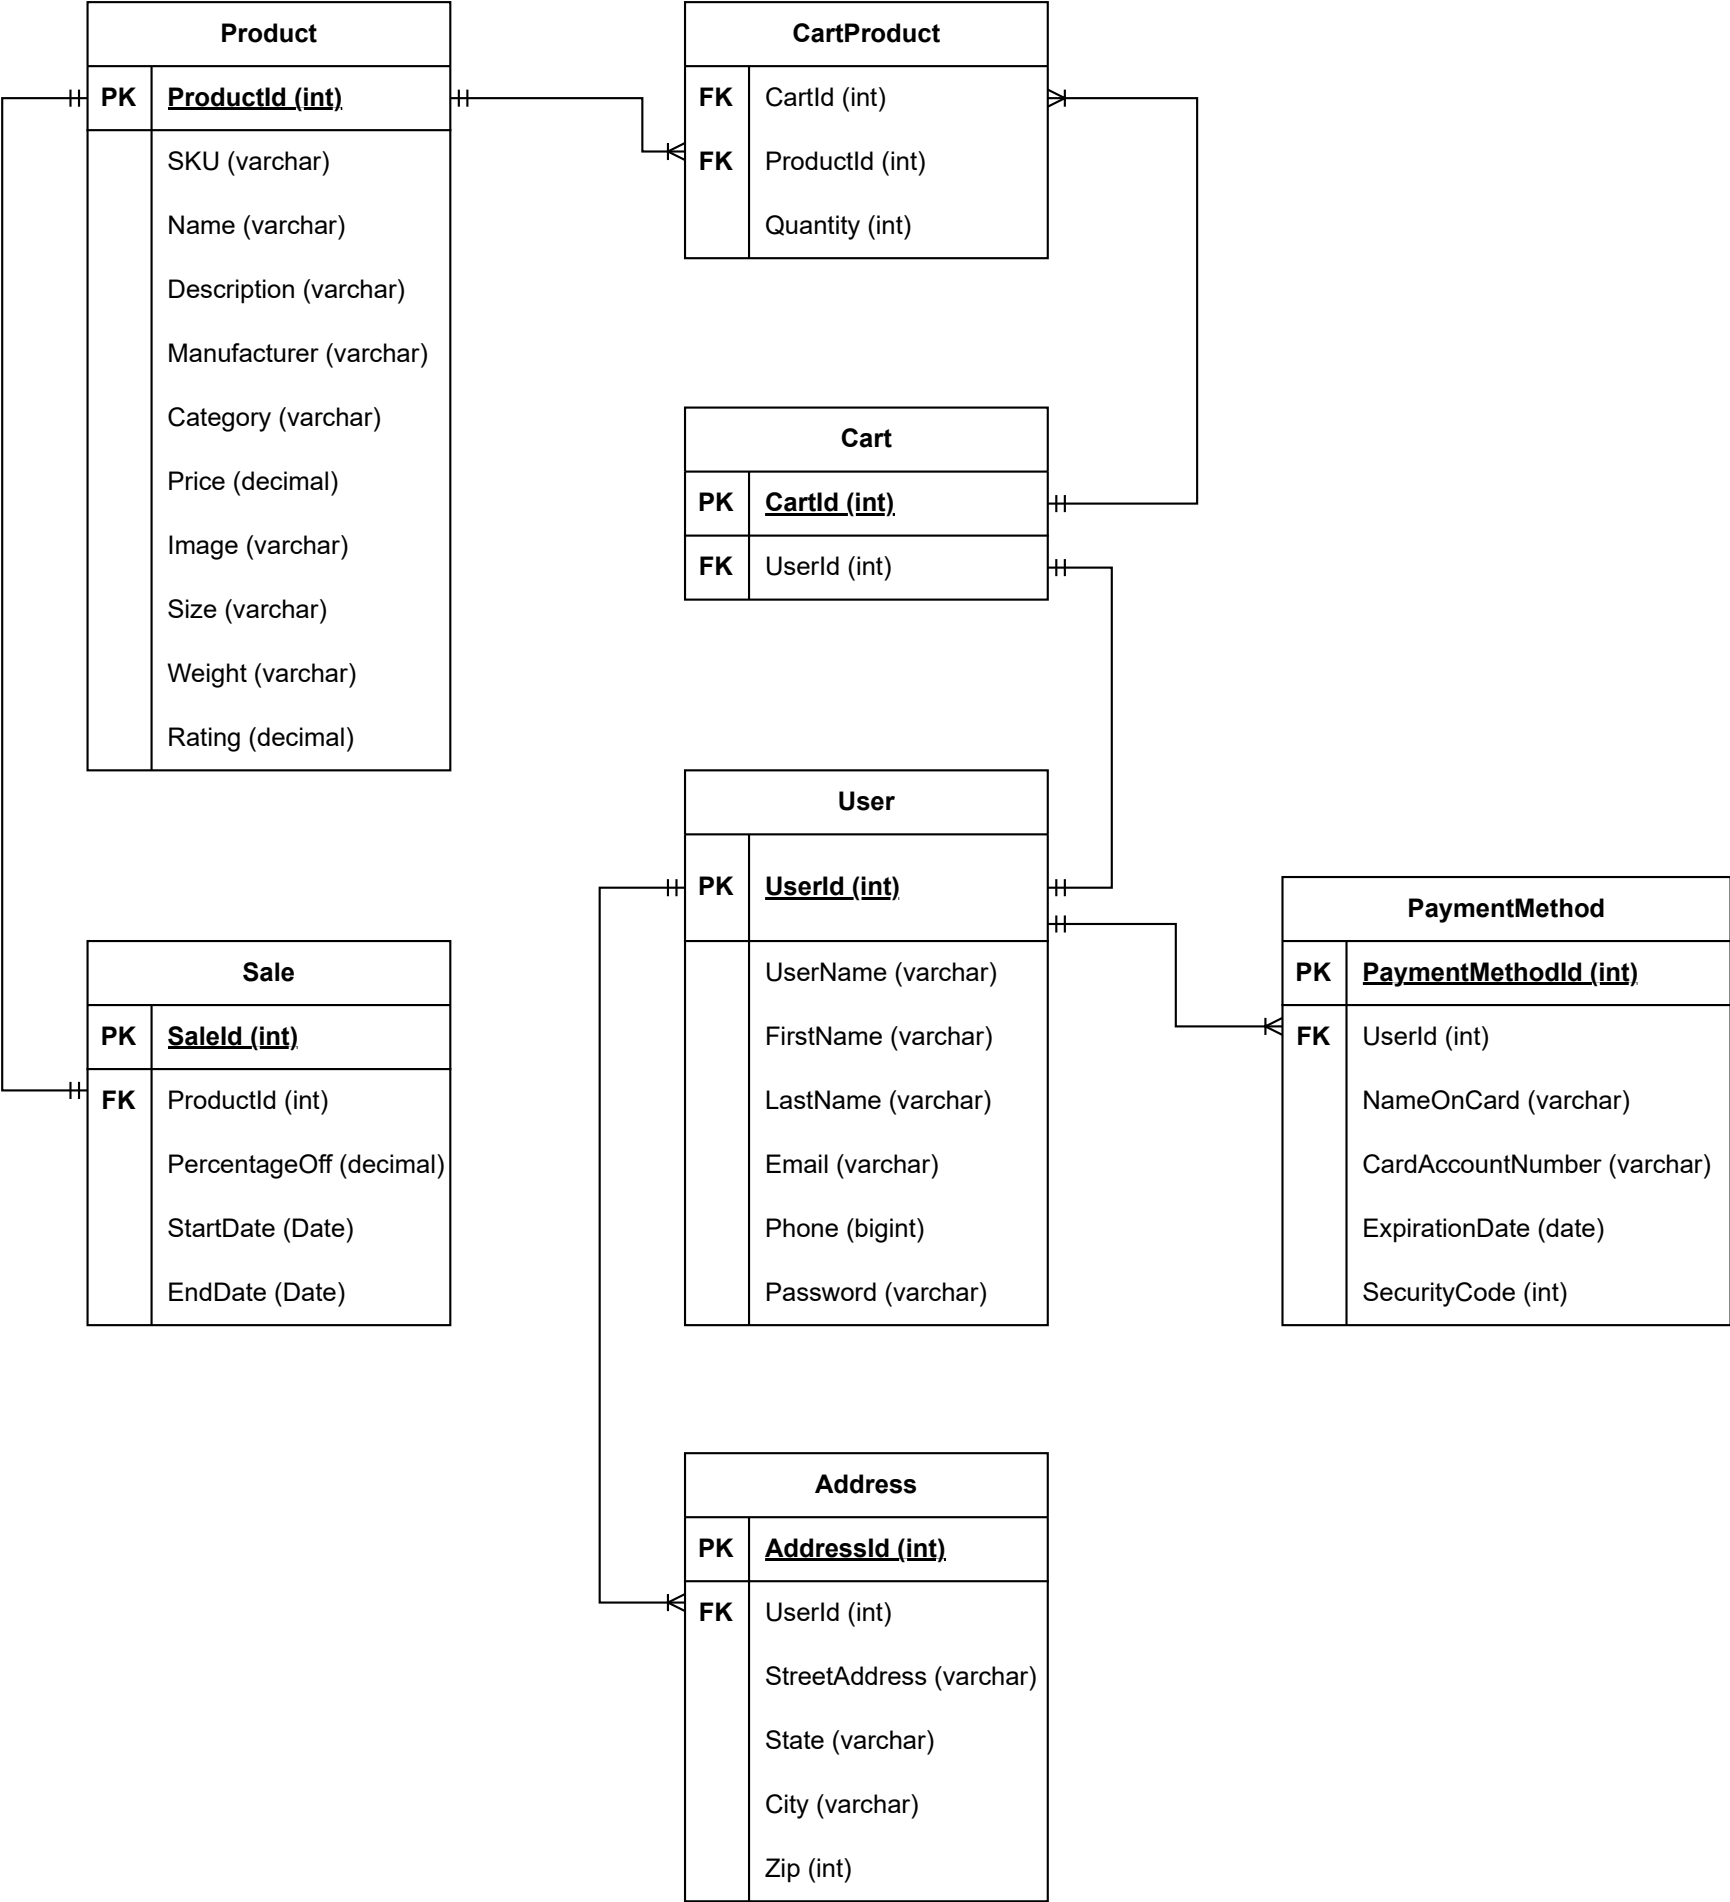 Product
PK ProductId (int)
SKU (varchar)
Name (varchar)
Description (varchar)
Manufacturer (varchar)
Category (varchar)
Price (decimal)
Image (varchar)
Size (varchar)
Weight (varchar)
Rating (decimal)
CartProduct
FK CartId (int)
FK ProductId (int)
Quantity (int)
Cart
PK CartId (int)
FK UserId (int)
User
PK UserId (int)
UserName (varchar)
FirstName (varchar)
LastName (varchar)
Email (varchar)
Phone (bigint)
Password (varchar)
PaymentMethod
PK PaymentMethodId (int)
FK UserId (int)
NameOnCard (varchar)
CardAccountNumber (varchar)
ExpirationDate (date)
SecurityCode (int)
Sale
PK SaleId (int)
FK ProductId (int)
PercentageOff (decimal)
StartDate (Date)
EndDate (Date)
Address
PK AddressId (int)
FK UserId (int)
StreetAddress (varchar)
State (varchar)
City (varchar)
Zip (int)